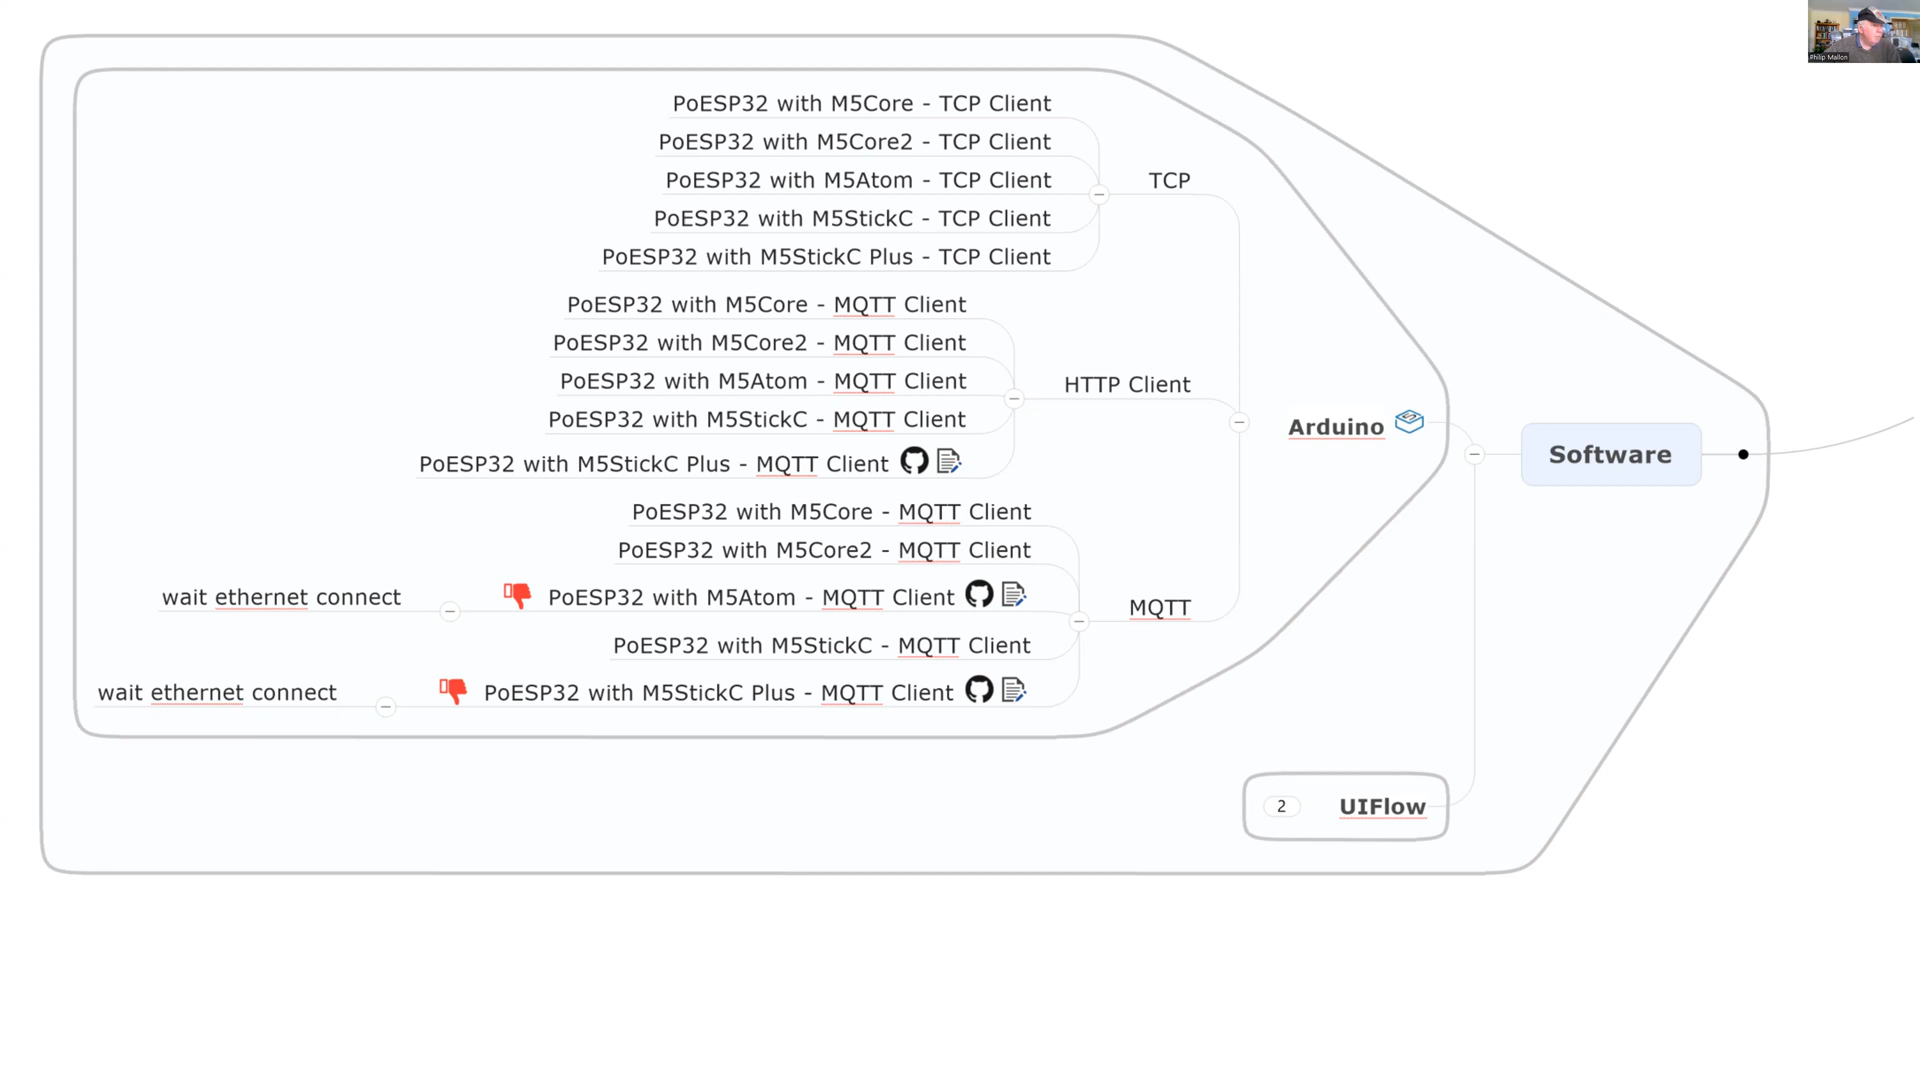 Philip Mallon
PoESP32 with M5Core - TCP Client
PoESP32 with M5Core2 - TCP Client
PoESP32 with M5Atom - TCP Client
PoESP32 with M5StickC - TCP Client
PoESP32 with M5StickC Plus - TCP Client
TCP
PoESP32 with M5Core - MQTT Client
PoESP32 with M5Core2 - MQTT Client
PoESP32 with M5Atom - MQTT Client
PoESP32 with M5StickC - MQTT Client
PoESP32 with M5StickC Plus - MQTT Client
HTTP Client
Arduino
Software
PoESP32 with M5Core - MQTT Client
PoESP32 with M5Core2 - MQTT Client
wait ethernet connect
PoESP32 with M5Atom - MQTT Client
PoESP32 with M5StickC - MQTT Client
wait ethernet connect
PoESP32 with M5StickC Plus - MQTT Client
MQTT
2
UIFlow